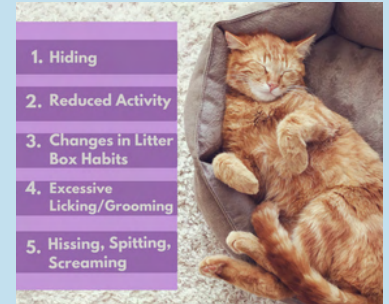 1. Hiding
2. Reduced Activity
3. Changes in Litter
Box Habits
4. Excessive
Licking/Grooming
5. Hissing, Spitting,
Screaming